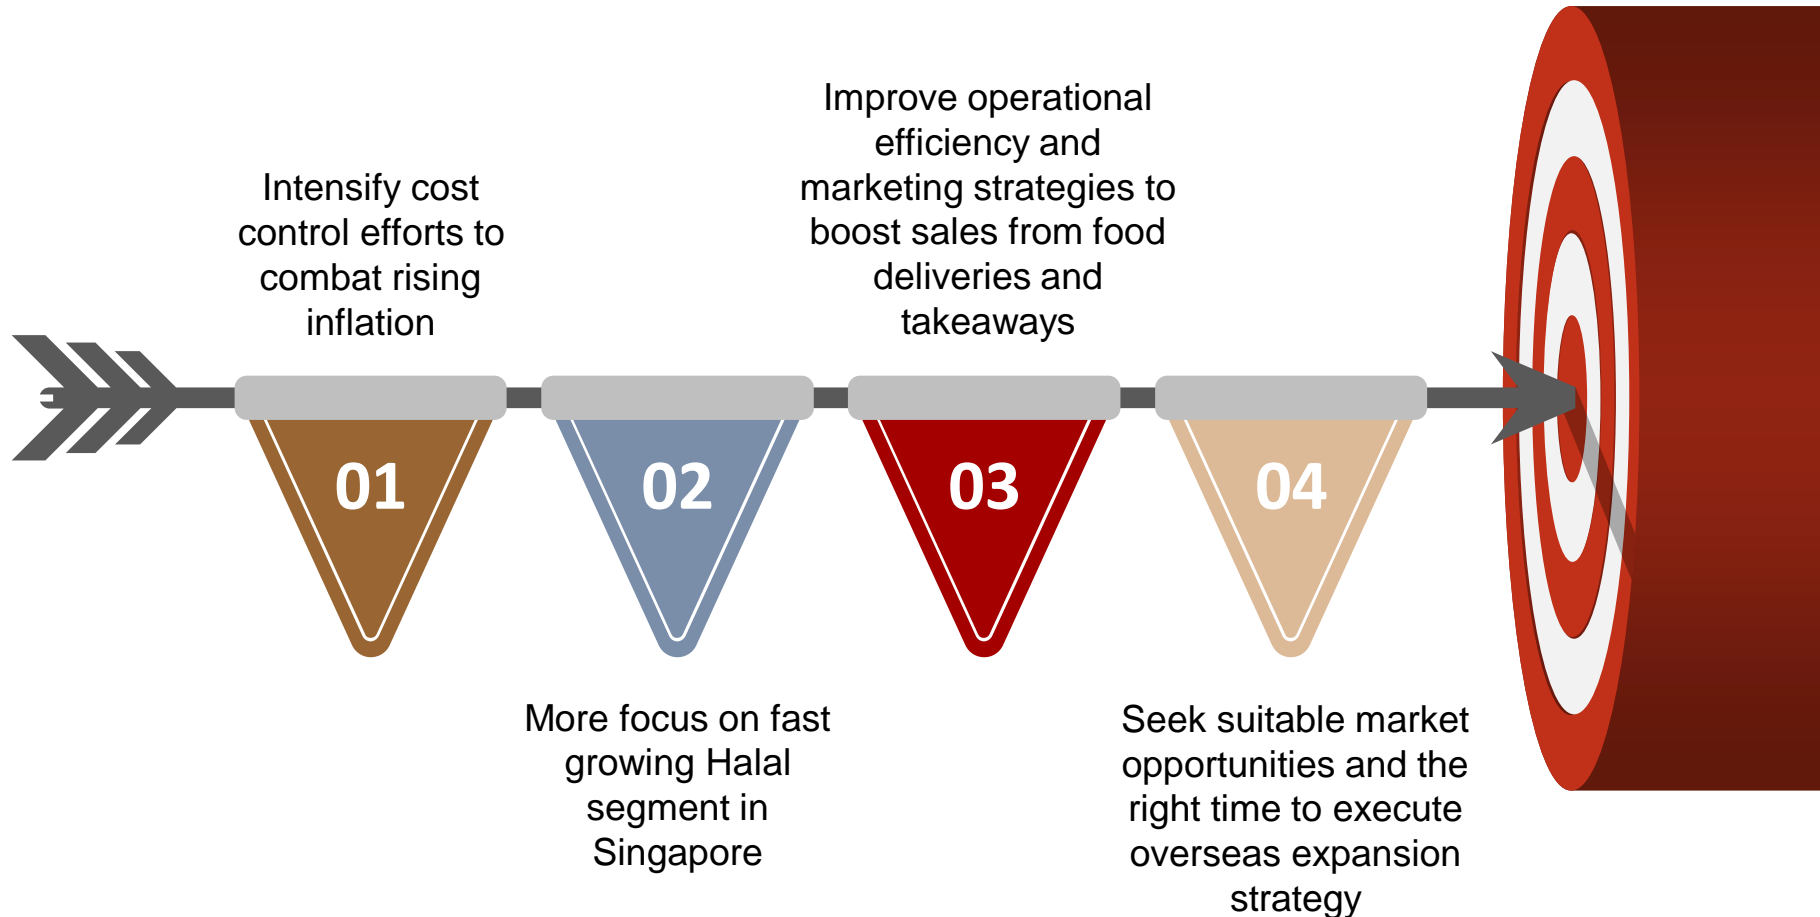 Intensify cost
control efforts to
combat rising
inflation
01
More focus on fast
growing Halal
segment in
Singapore
02
Improve operational
efficiency and
marketing strategies to
boost sales from food
deliveries and
takeaways
03
Seek suitable market
opportunities and the
right time to execute
overseas expansion
strategy
04